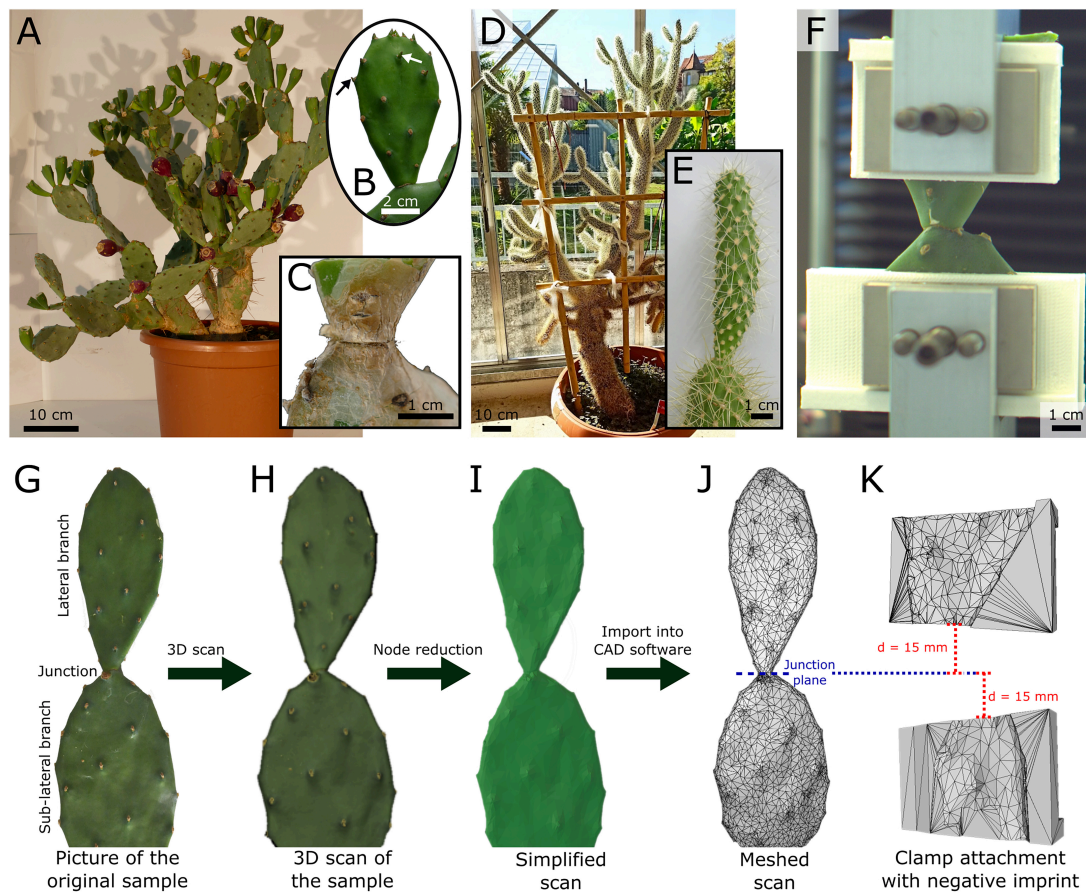 A
B
2 cm
C
1 cm
10 cm
D
E
1 cm
10 cm
F
1 cm
G
H
I
J
K
Lateral branch
Junction
Sub-lateral branch
3D scan
Node reduction
Import into
CAD software
Junction
plane
d = 15 mm
d = 15 mm
Picture of the
original sample
3D scan of
the sample
Simplified
scan
Meshed
scan
Clamp attachment
with negative imprint